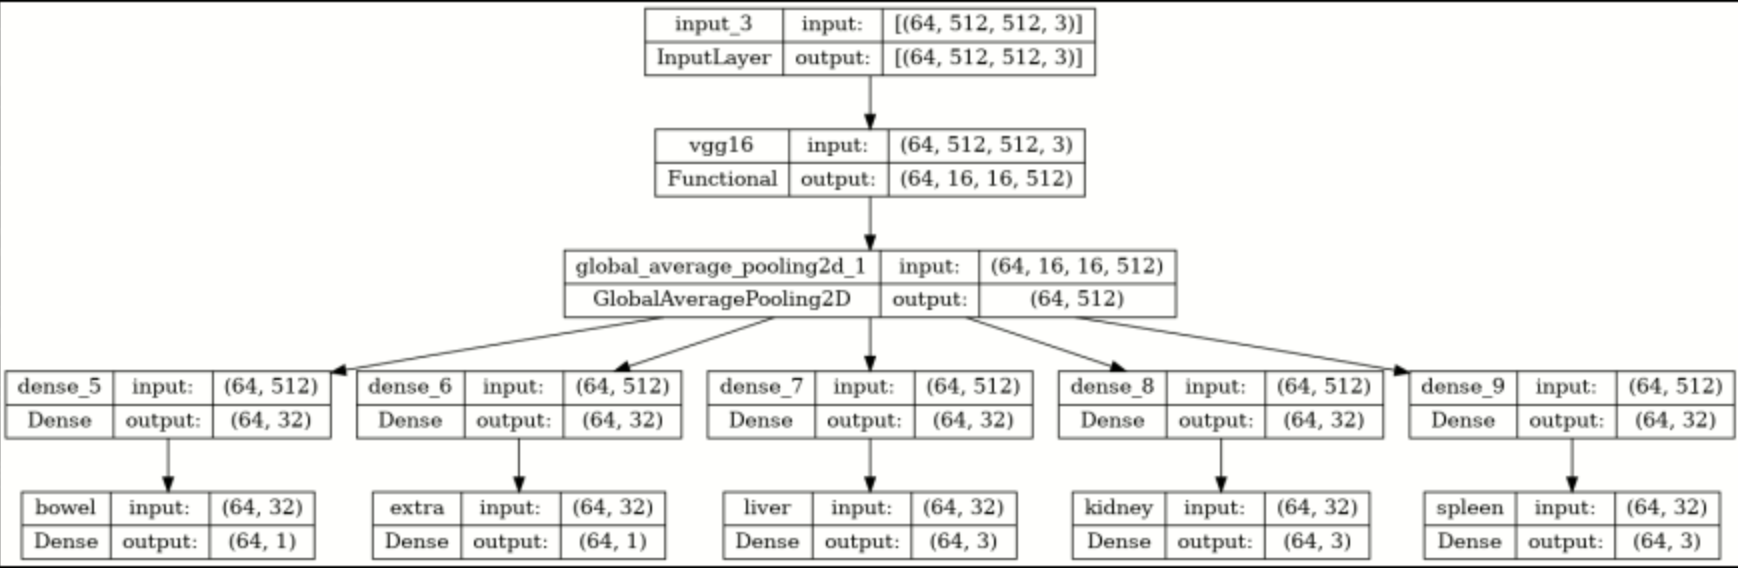 input_3 input: [(64, 512, 512, 3)]
InputLayer output: [(64, 512, 512, 3)]
vgg16 input: (64, 512, 512, 3)
Functional output: (64, 16, 16, 512)
global_average_pooling2d_1 input: (64, 16, 16, 512)
GlobalAveragePooling2D output: (64, 512)
dense_5 input: (64, 512) dense_6 input: (64, 512) dense_7 input: (64, 512) dense_8 input: (64, 512) dense_9 input: (64, 512)
Dense output: (64, 32) Dense output: (64, 32) Dense output: (64, 32) Dense output: (64, 32) Dense output: (64, 32)
bowel input: (64, 32) extra input: (64, 32) liver input: (64, 32) kidney input: (64, 32) spleen input: (64, 32)
Dense output: (64, 1) Dense output: (64, 1) Dense output: (64, 3) Dense output: (64, 3) Dense output: (64, 3)